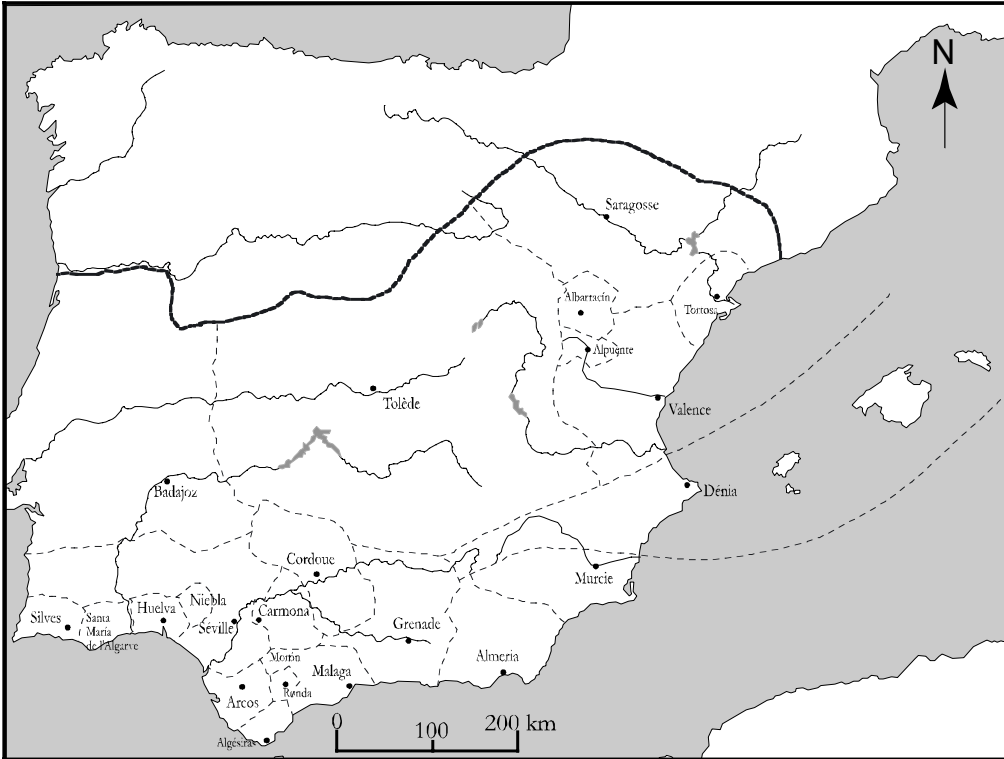 N
Saragosse
Albarracín
Tortosa
Alpuente
Tolède
Valence
Badajoz
Dénia
Cordoue
Murcie
Niebla
Huelva
Carmona
Silves
Santa
María
de l'Algarve
Séville
Grenade
Morón
Malaga
Almeria
Ronda
Arcos
0
100
200 km
Algésiras